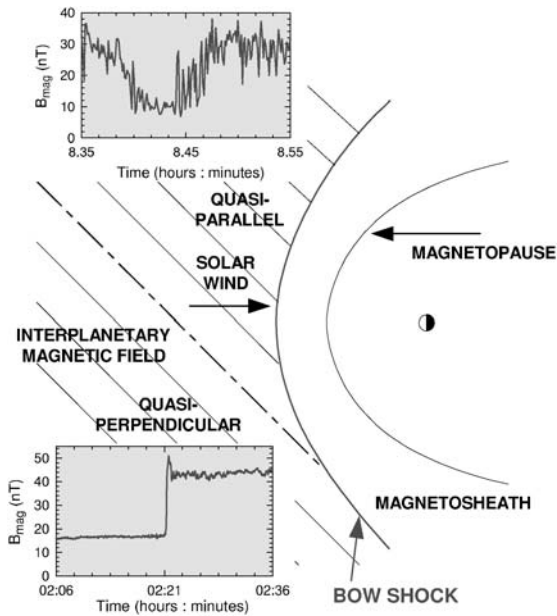 40
30
20
10
0
B_mag (nT)
8.35
8.45
8.55
Time (hours : minutes)
QUASI-
PARALLEL
MAGNETOPAUSE
SOLAR
WIND
INTERPLANETARY
MAGNETIC FIELD
QUASI-
PERPENDICULAR
50
40
30
20
10
0
B_mag (nT)
02:06
02:21
02:36
Time (hours : minutes)
MAGNETOSHEATH
BOW SHOCK